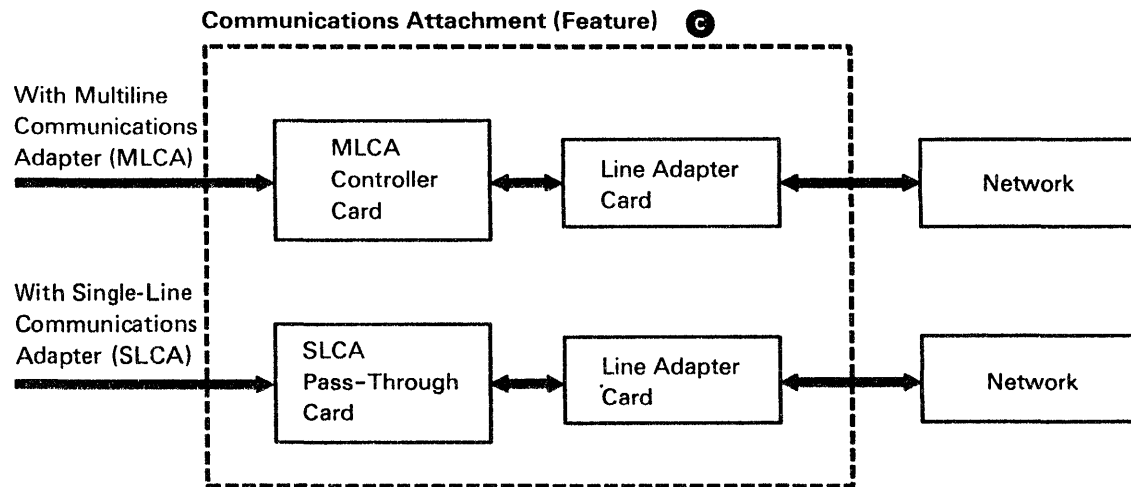 Communications Attachment (Feature) C
With Multiline
Communications
Adapter (MLCA)
MLCA
Controller
Card
Line Adapter
Card
Network
With Single-Line
Communications
Adapter (SLCA)
SLCA
Pass-Through
Card
Line Adapter
Card
Network